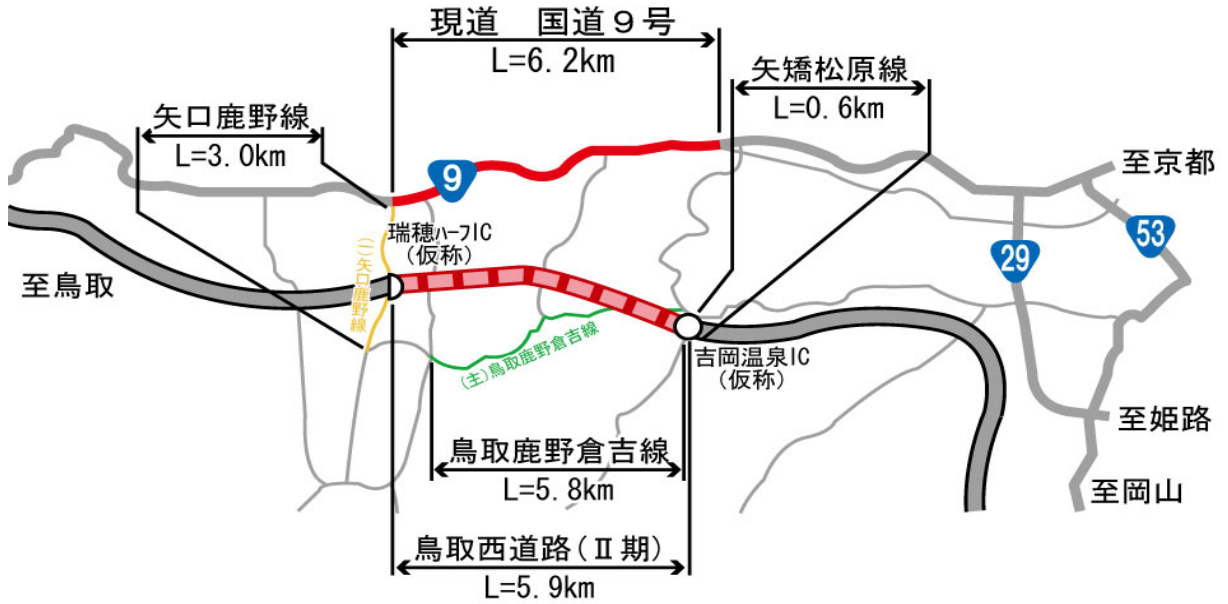 現道　国道９号
L=6.2km
矢矯松原線
L=0.6km
矢口鹿野線
L=3.0km
至京都
9
53
29
瑞穂ハーフIC
(仮称)
(一)矢口鹿野線
至鳥取
(主)鳥取鹿野倉吉線
吉岡温泉IC
(仮称)
至姫路
至岡山
鳥取鹿野倉吉線
L=5.8km
鳥取西道路(Ⅱ期)
L=5.9km